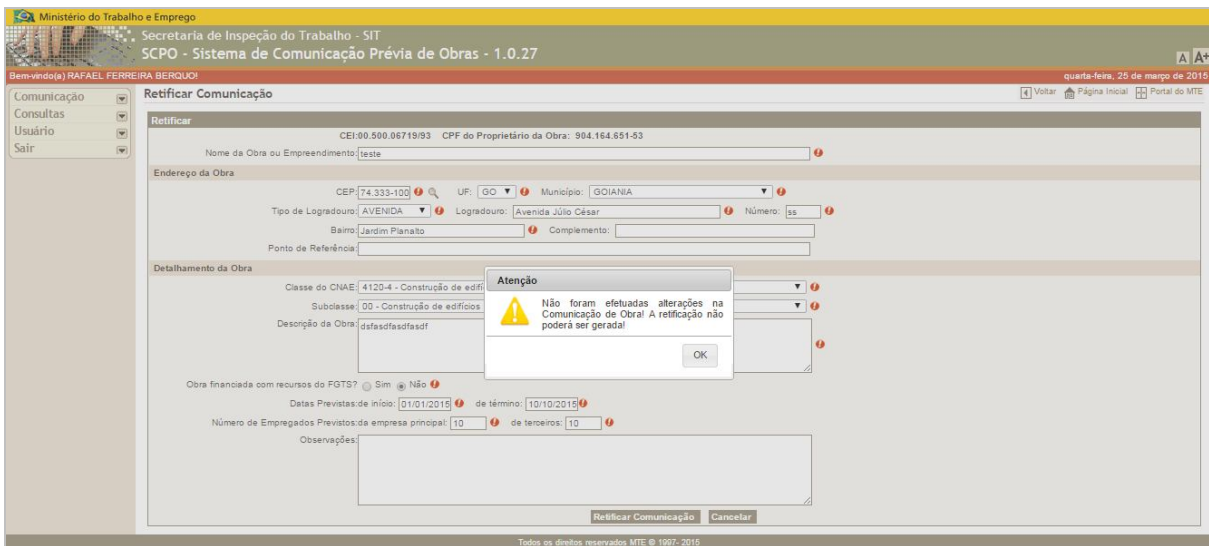 Ministério do Trabalho e Emprego
Secretaria de Inspeção do Trabalho - SIT
SCPO - Sistema de Comunicação Prévia de Obras - 1.0.27
A A+
Bem-vindo(a) RAFAEL FERREIRA BERQUO! quarta-feira, 25 de março de 2015
Comunicação
Consultas
Usuário
Sair
Retificar Comunicação Voltar Página Inicial Portal do MTE
Retificar
CEI:00.500.06719/93 CPF do Proprietário da Obra: 904.164.651-53
Nome da Obra ou Empreendimento: teste
Endereço da Obra
CEP: 74.333-100 UF: GO Município: GOIANIA
Tipo de Logradouro: AVENIDA Logradouro: Avenida Júlio César Número: ss
Bairro: Jardim Planalto Complemento:
Ponto de Referência:
Detalhamento da Obra
Classe do CNAE: 4120-4 - Construção de edifí
Subclasse: 00 - Construção de edifícios
Descrição da Obra: dsfasdfasdfasdf
Atenção
Não foram efetuadas alterações na
Comunicação de Obra! A retificação não
poderá ser gerada!
OK
Obra financiada com recursos do FGTS? Sim Não
Datas Previstas:de início: 01/01/2015 de término: 10/10/2015
Número de Empregados Previstos:da empresa principal: 10 de terceiros: 10
Observações:
Retificar Comunicação Cancelar
Todos os direitos reservados MTE © 1997- 2015